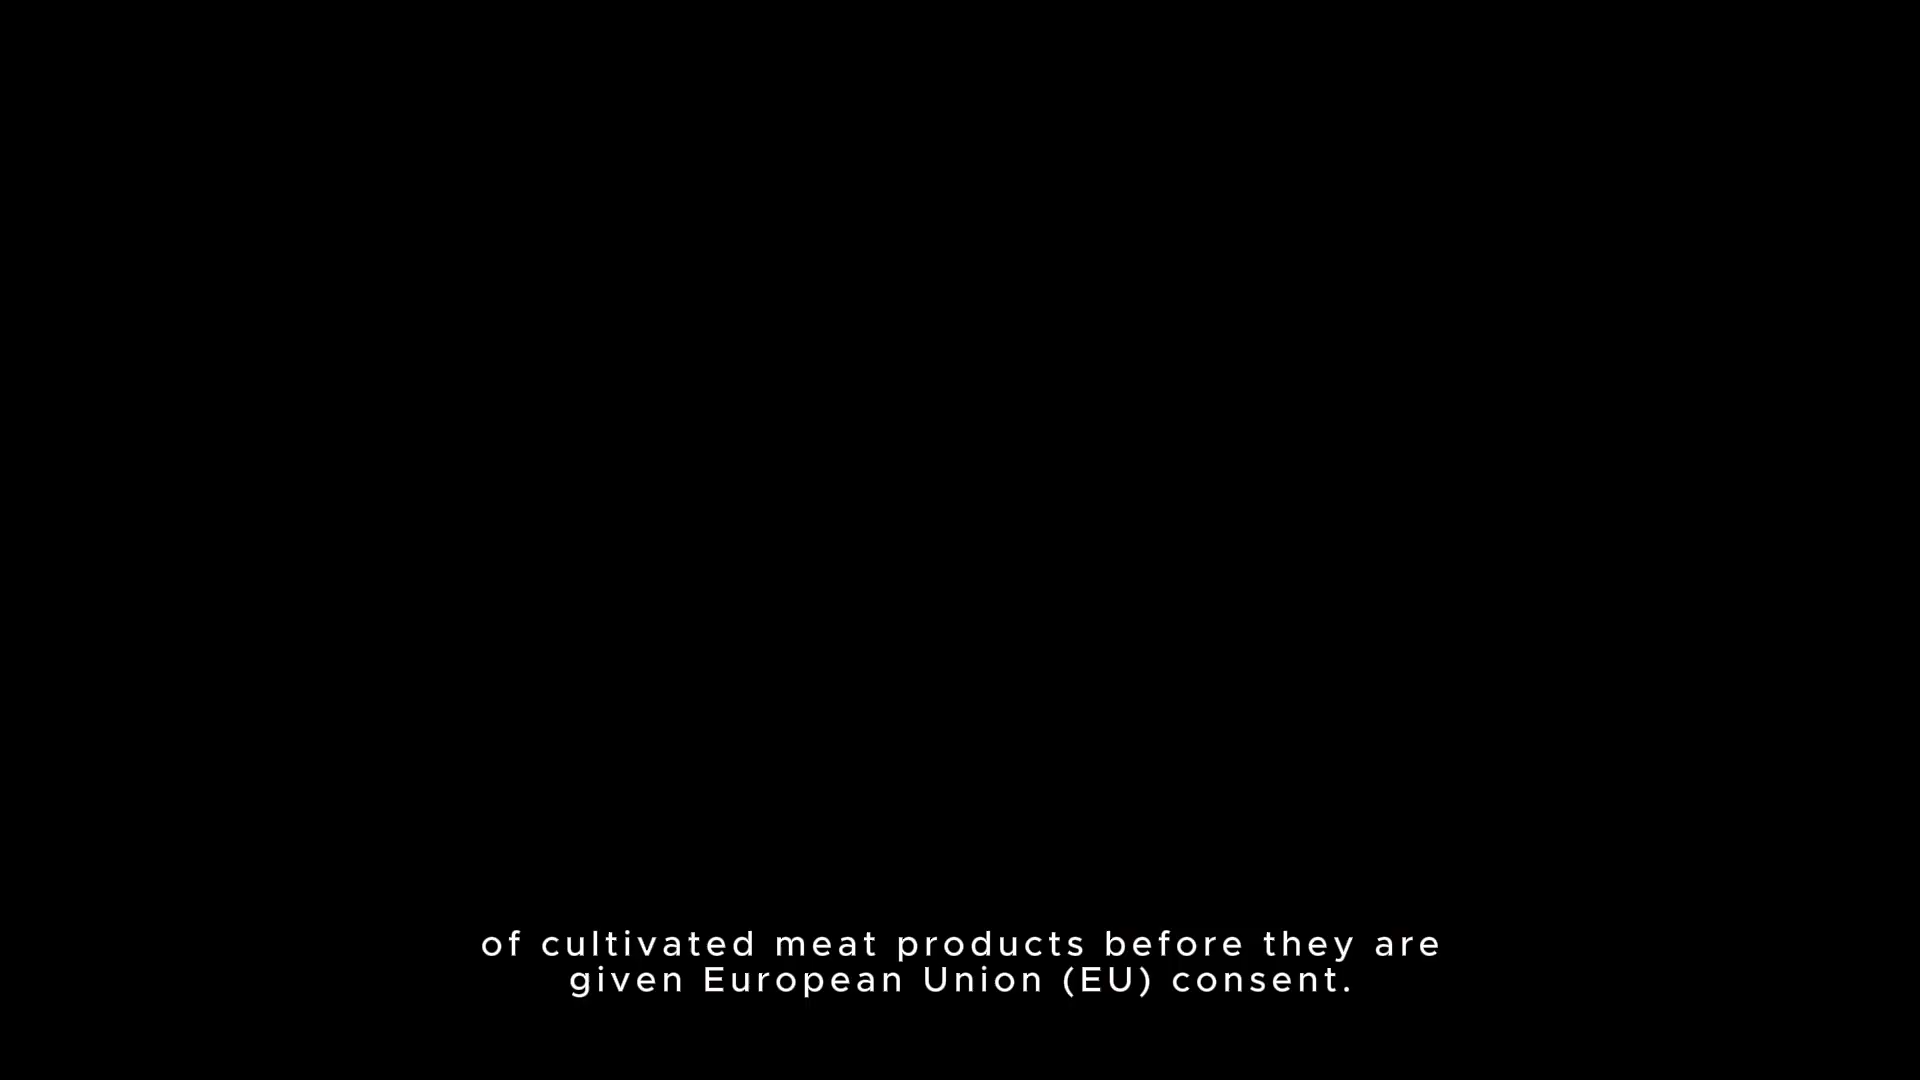 of cultivated meat products before they are
given European Union (EU) consent.